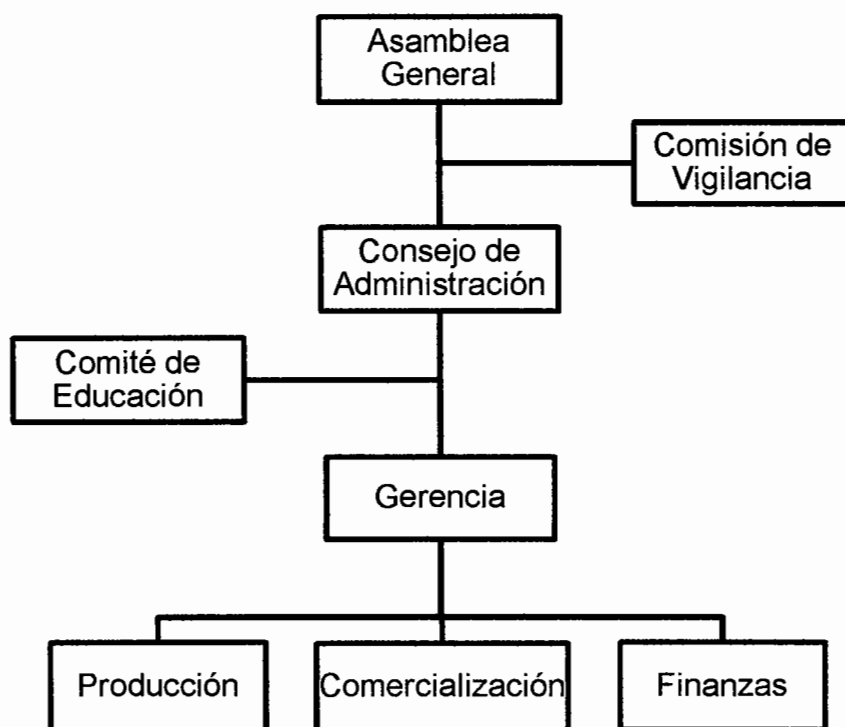 Asamblea
General
Comisión de
Vigilancia
Consejo de
Administración
Comité de
Educación
Gerencia
Producción
Comercialización
Finanzas